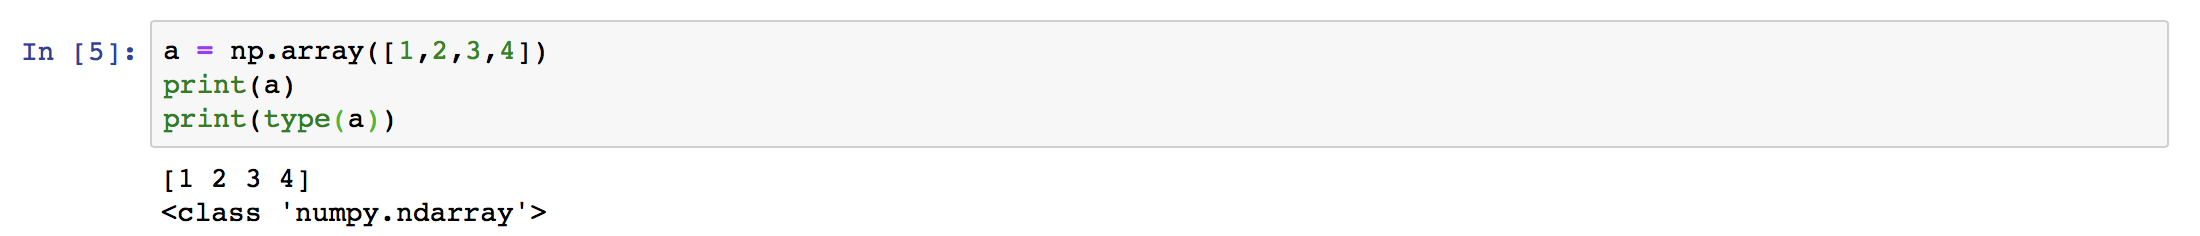 In [5]: a = np.array([1,2,3,4])
print(a)
print(type(a))
[1 2 3 4]
<class 'numpy.ndarray'>